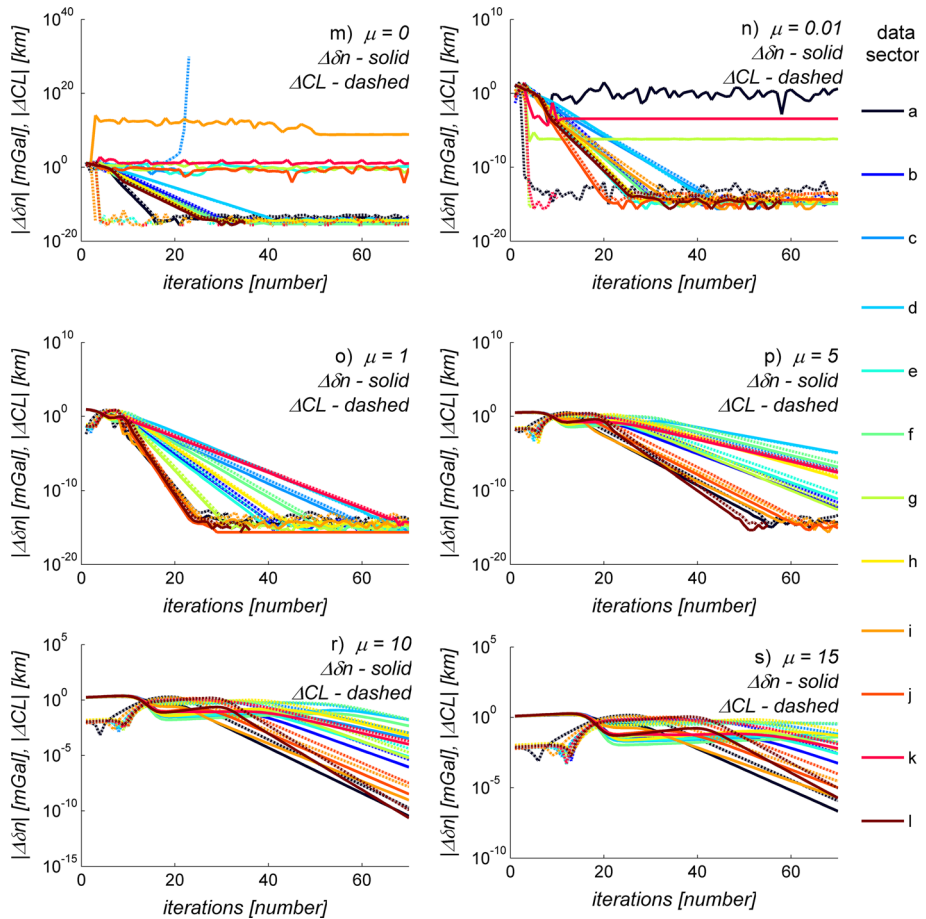 m) μ = 0
Δδn - solid
ΔCL - dashed
|Δδn| [mGal], |ΔCL| [km]
10^40
10^20
10^0
10^-20
0 20 40 60
iterations [number]
n) μ = 0.01
Δδn - solid
ΔCL - dashed
|Δδn| [mGal], |ΔCL| [km]
10^10
10^0
10^-10
10^-20
0 20 40 60
iterations [number]
o) μ = 1
Δδn - solid
ΔCL - dashed
|Δδn| [mGal], |ΔCL| [km]
10^10
10^0
10^-10
10^-20
0 20 40 60
iterations [number]
p) μ = 5
Δδn - solid
ΔCL - dashed
|Δδn| [mGal], |ΔCL| [km]
10^10
10^0
10^-10
10^-20
0 20 40 60
iterations [number]
r) μ = 10
Δδn - solid
ΔCL - dashed
|Δδn| [mGal], |ΔCL| [km]
10^5
10^0
10^-5
10^-10
10^-15
0 20 40 60
iterations [number]
s) μ = 15
Δδn - solid
ΔCL - dashed
|Δδn| [mGal], |ΔCL| [km]
10^5
10^0
10^-5
10^-10
0 20 40 60
iterations [number]
data
sector
a
b
c
d
e
f
g
h
i
j
k
l